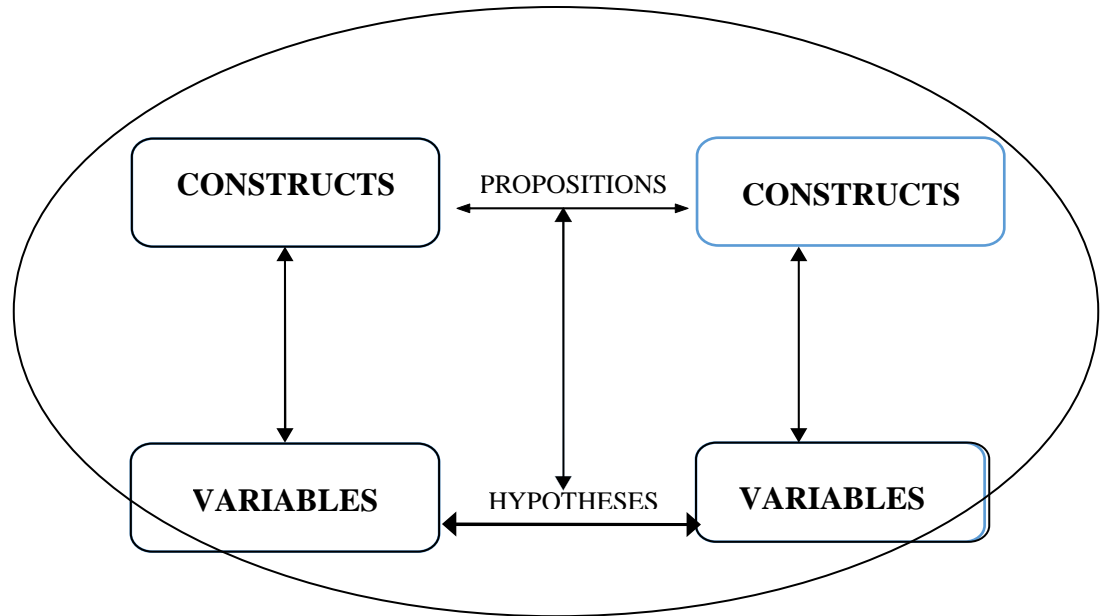 CONSTRUCTS
PROPOSITIONS
CONSTRUCTS
VARIABLES
HYPOTHESES
VARIABLES